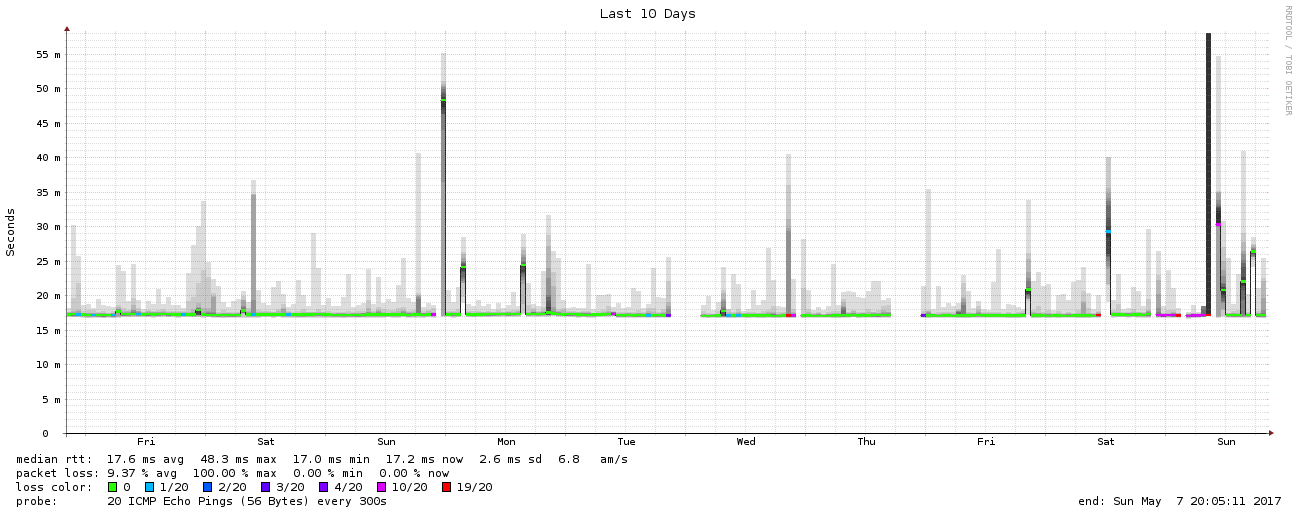 Last 10 Days
RRDTOOL / TOBI OETIKER
Seconds
55 m
50 m
45 m
40 m
35 m
30 m
25 m
20 m
15 m
10 m
5 m
0
Fri Sat Sun Mon Tue Wed Thu Fri Sat Sun
median rtt: 17.6 ms avg 48.3 ms max 17.0 ms min 17.2 ms now 2.6 ms sd 6.8 am/s
packet loss: 9.37 % avg 100.00 % max 0.00 % min 0.00 % now
loss color: 0 1/20 2/20 3/20 4/20 10/20 19/20
probe: 20 ICMP Echo Pings (56 Bytes) every 300s end: Sun May 7 20:05:11 2017